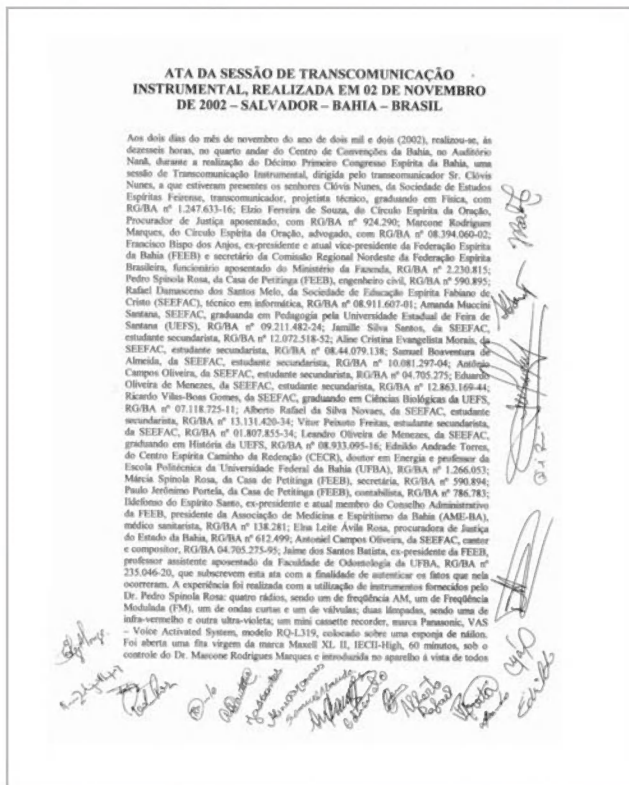 ATA DA SESSÃO DE TRANSCOMUNICAÇÃO
INSTRUMENTAL, REALIZADA EM 02 DE NOVEMBRO
DE 2002 – SALVADOR – BAHIA – BRASIL
Aos dois dias do mês de novembro do ano de dois mil e dois (2002), realizou-se, às
dezesseis horas, no quarto andar do Centro de Convenções da Bahia, no Auditório
Nanã, durante a realização do Décimo Primeiro Congresso Espírita da Bahia, uma
sessão de Transcomunicação Instrumental, dirigida pelo transcomunicador Sr. Clóvis
Nunes, a que estiveram presentes os senhores Clóvis Nunes, da Sociedade de Estudos
Espíritas Feirense, transcomunicador, projetista técnico, graduando em Física, com
RG/BA nº 1.247.633-16; Elzio Ferreira de Souza, do Círculo Espírita da Oração,
Procurador de Justiça aposentado, com RG/BA nº 924.290; Marcone Rodrigues
Marques, do Círculo Espírita da Oração, advogado, com RG/BA nº 08.394.060-02;
Francisco Bispo dos Anjos, ex-presidente e atual vice-presidente da Federação Espírita
da Bahia (FEEB) e secretário da Comissão Regional Nordeste da Federação Espírita
Brasileira, funcionário aposentado do Ministério da Fazenda, RG/BA nº 2.230.815;
Pedro Spínola Rosa, da Casa de Petitinga (FEEB), engenheiro civil, RG/BA nº 590.895;
Rafael Damasceno dos Santos Melo, da Sociedade de Educação Espírita Fabiano de
Cristo (SEEFAC), técnico em informática, RG/BA nº 08.911.607-01; Amanda Muccini
Santana, SEEFAC, graduanda em Pedagogia pela Universidade Estadual de Feira de
Santana (UEFS), RG/BA nº 09.211.482-24; Jamille Silva Santos, da SEEFAC,
estudante secundarista, RG/BA nº 12.072.518-52; Aline Cristina Evangelista Morais, da
SEEFAC, estudante secundarista, RG/BA nº 08.44.079.138; Samuel Boaventura de
Almeida, da SEEFAC, estudante secundarista, RG/BA nº 10.081.297-04; Antônio
Campos Oliveira, da SEEFAC, estudante secundarista, RG/BA nº 04.705.275; Eduardo
Oliveira de Menezes, da SEEFAC, estudante secundarista, RG/BA nº 12.863.169-44;
Ricardo Vilas-Boas Gomes, da SEEFAC, graduando em Ciências Biológicas da UEFS,
RG/BA nº 07.118.725-11; Alberto Rafael da Silva Novaes, da SEEFAC, estudante
secundarista, RG/BA nº 13.131.420-34; Vítor Peixoto Freitas, estudante secundarista,
da SEEFAC, RG/BA nº 01.807.855-34; Leandro Oliveira de Menezes, da SEEFAC,
graduando em História da UEFS, RG/BA nº 08.933.095-16; Ednildo Andrade Torres,
do Centro Espírita Caminho da Redenção (CECR), doutor em Energia e professor da
Escola Politécnica da Universidade Federal da Bahia (UFBA), RG/BA nº 1.266.053;
Márcia Spínola Rosa, da Casa de Petitinga (FEEB), secretária, RG/BA nº 590.894;
Paulo Jerônimo Portela, da Casa de Petitinga (FEEB), contabilista, RG/BA nº 786.783;
Ildefonso do Espírito Santo, ex-presidente e atual membro do Conselho Administrativo
da FEEB, presidente da Associação de Medicina e Espiritismo da Bahia (AME-BA),
médico sanitarista, RG/BA nº 138.281; Elna Leite Ávila Rosa, procuradora de Justiça
do Estado da Bahia, RG/BA nº 612.499; Antoniel Campos Oliveira, da SEEFAC, cantor
e compositor, RG/BA 04.705.275-95; Jaime dos Santos Batista, ex-presidente da FEEB,
professor assistente aposentado da Faculdade de Odontologia da UFBA, RG/BA nº
235.046-20, que subscrevem esta ata com a finalidade de autenticar os fatos que nela
ocorreram. A experiência foi realizada com a utilização de instrumentos fornecidos pelo
Dr. Pedro Spínola Rosa: quatro rádios, sendo um de freqüência AM, um de Freqüência
Modulada (FM), um de ondas curtas e um de válvulas; duas lâmpadas, sendo uma de
infra-vermelho e outra ultra-violeta; um mini cassette recorder, marca Panasonic, VAS
– Voice Activated System, modelo RQ-L319, colocado sobre uma esponja de náilon.
Foi aberta uma fita virgem da marca Maxell XL II, IECII-High, 60 minutos, sob o
controle do Dr. Marcone Rodrigues Marques e introduzida no aparelho à vista de todos
Alberto
Rafael